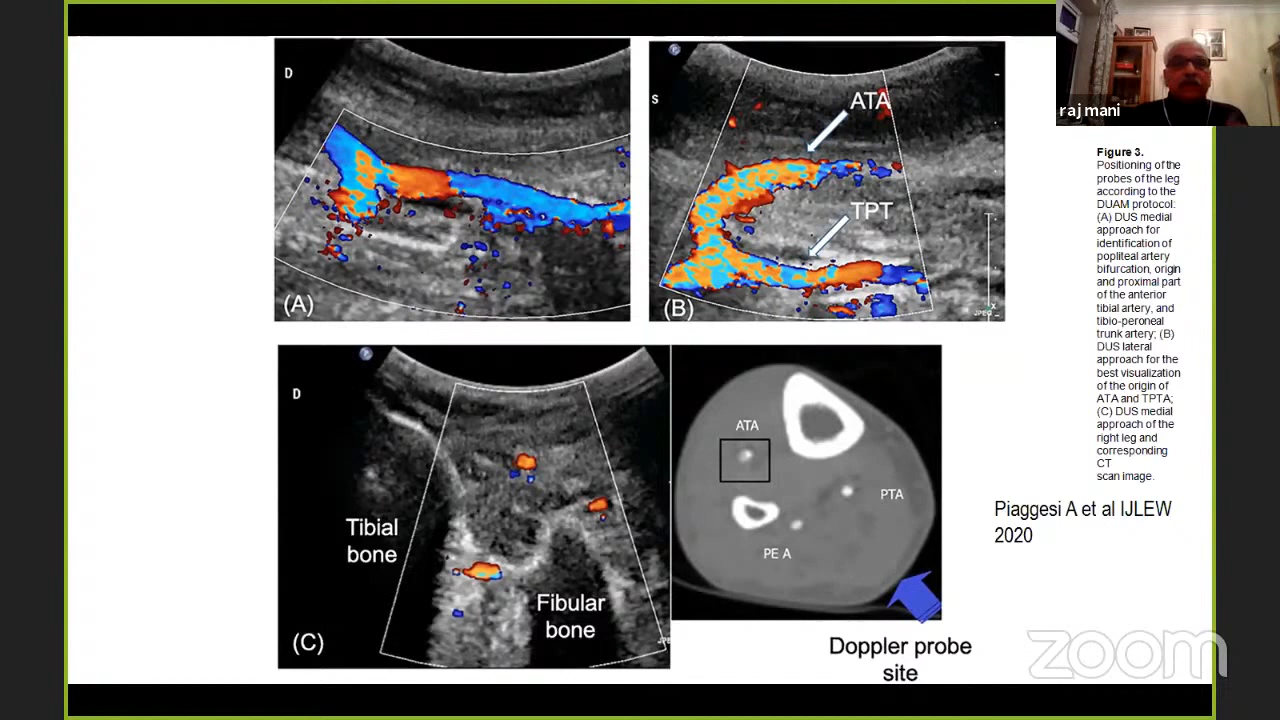 raj mani
D
(A)
S
ATA
TPT
(B)
JPEG
D
Tibial
bone
Fibular
bone
(C)
ATA
PTA
PE A
Doppler probe
site
Figure 3.
Positioning of the
probes of the leg
according to the
DUAM protocol:
(A) DUS medial
approach for
identification of
popliteal artery
bifurcation, origin
and proximal part
of the anterior
tibial artery, and
tibio-peroneal
trunk artery; (B)
DUS lateral
approach for the
best visualization
of the origin of
ATA and TPTA;
(C) DUS medial
approach of the
right leg and
corresponding
CT
scan image.
Piaggesi A et al IJLEW
2020
zoom